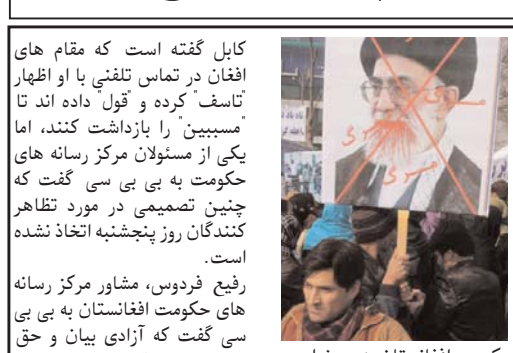 کابل گفته است که مقام های
افغان در تماس تلفنی با او اظهار
"تاسف" کرده و "قول" داده اند تا
"مسببین" را بازداشت کنند، اما
یکی از مسئولان مرکز رسانه های
حکومت به بی بی سی گفت که
چنین تصمیمی در مورد تظاهر
کنندگان روز پنجشنبه اتخاذ نشده
است.
رفیع فردوس، مشاور مرکز رسانه
های حکومت افغانستان به بی بی
سی گفت که آزادی بیان و حق
مرگ
مرگ
مرگ